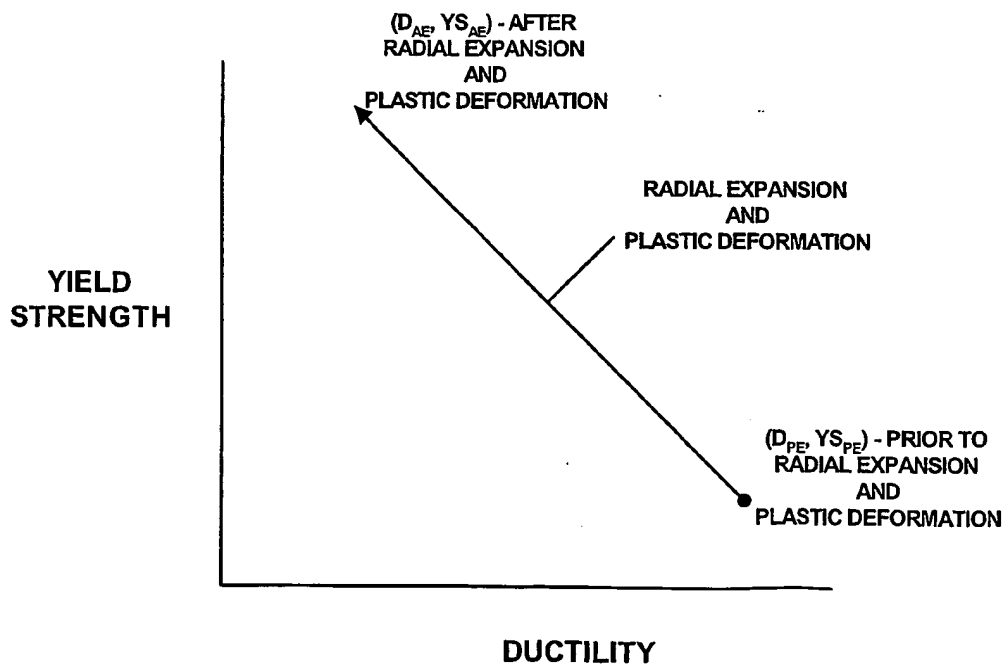 (D_AE, YS_AE) - AFTER
RADIAL EXPANSION
AND
PLASTIC DEFORMATION
RADIAL EXPANSION
AND
PLASTIC DEFORMATION
YIELD
STRENGTH
(D_PE, YS_PE) - PRIOR TO
RADIAL EXPANSION
AND
PLASTIC DEFORMATION
DUCTILITY